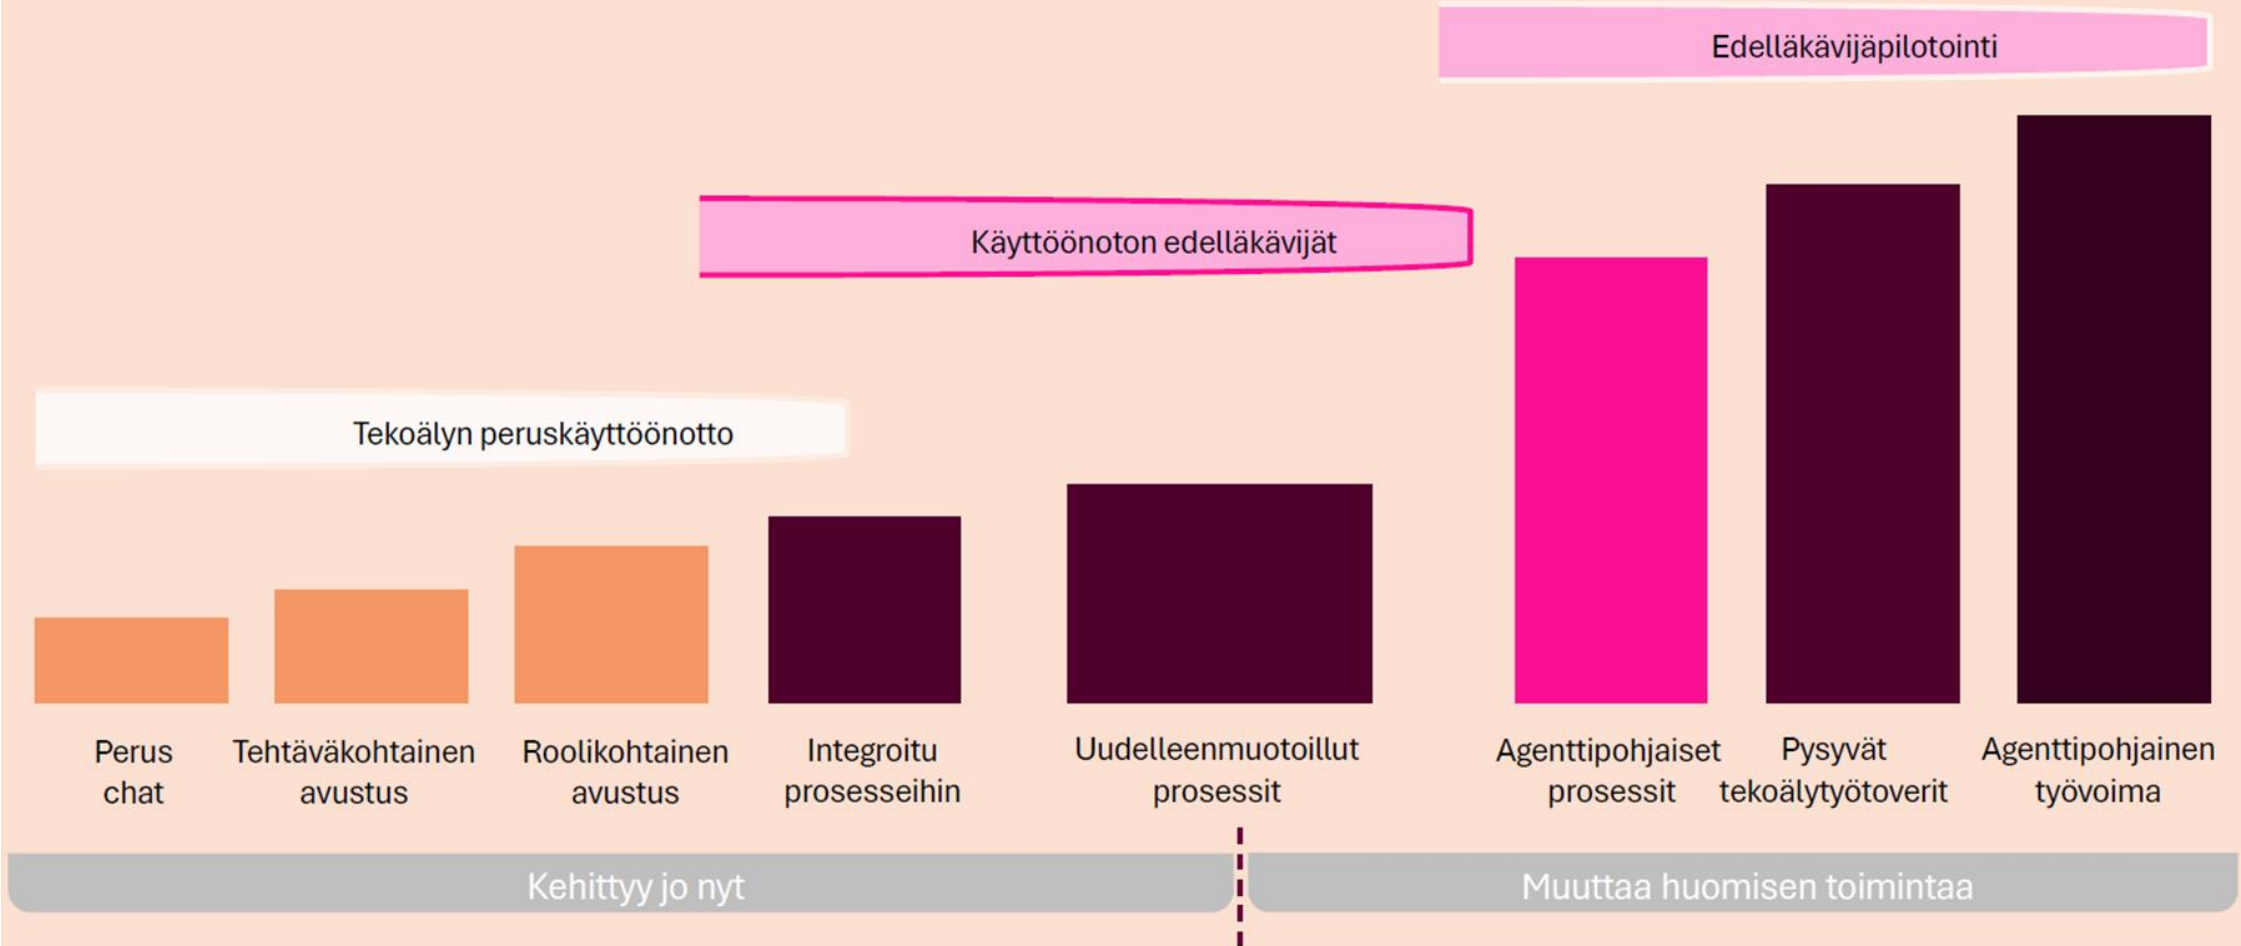 Edelläkävijäpilotointi
Käyttöönoton edelläkävijät
Tekoälyn peruskäyttöönotto
Perus
chat
Tehtäväkohtainen
avustus
Roolikohtainen
avustus
Integroitu
prosesseihin
Uudelleenmuotoillut
prosessit
Agenttipohjaiset
prosessit
Pysyvät
tekoälytyötoverit
Agenttipohjainen
työvoima
Kehittyy jo nyt
Muuttaa huomisen toimintaa